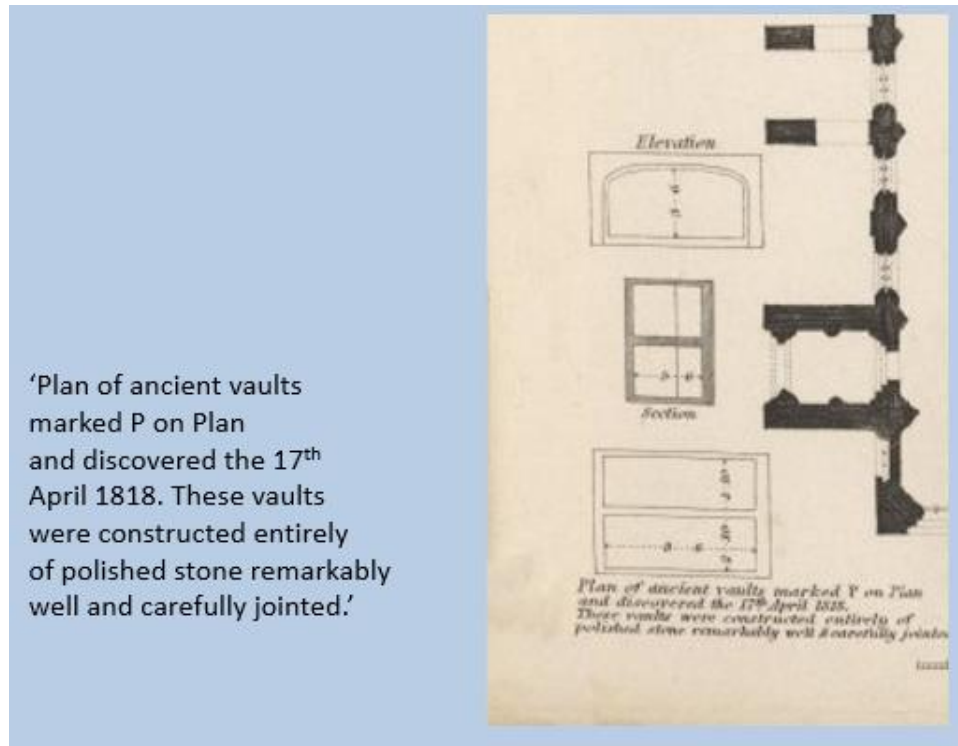 ‘Plan of ancient vaults
marked P on Plan
and discovered the 17th
April 1818. These vaults
were constructed entirely
of polished stone remarkably
well and carefully jointed.’
Elevation
Section
Plan of ancient vaults marked P on Plan
and discovered the 17th April 1818.
These vaults were constructed entirely of
polished stone remarkably well & carefully jointed